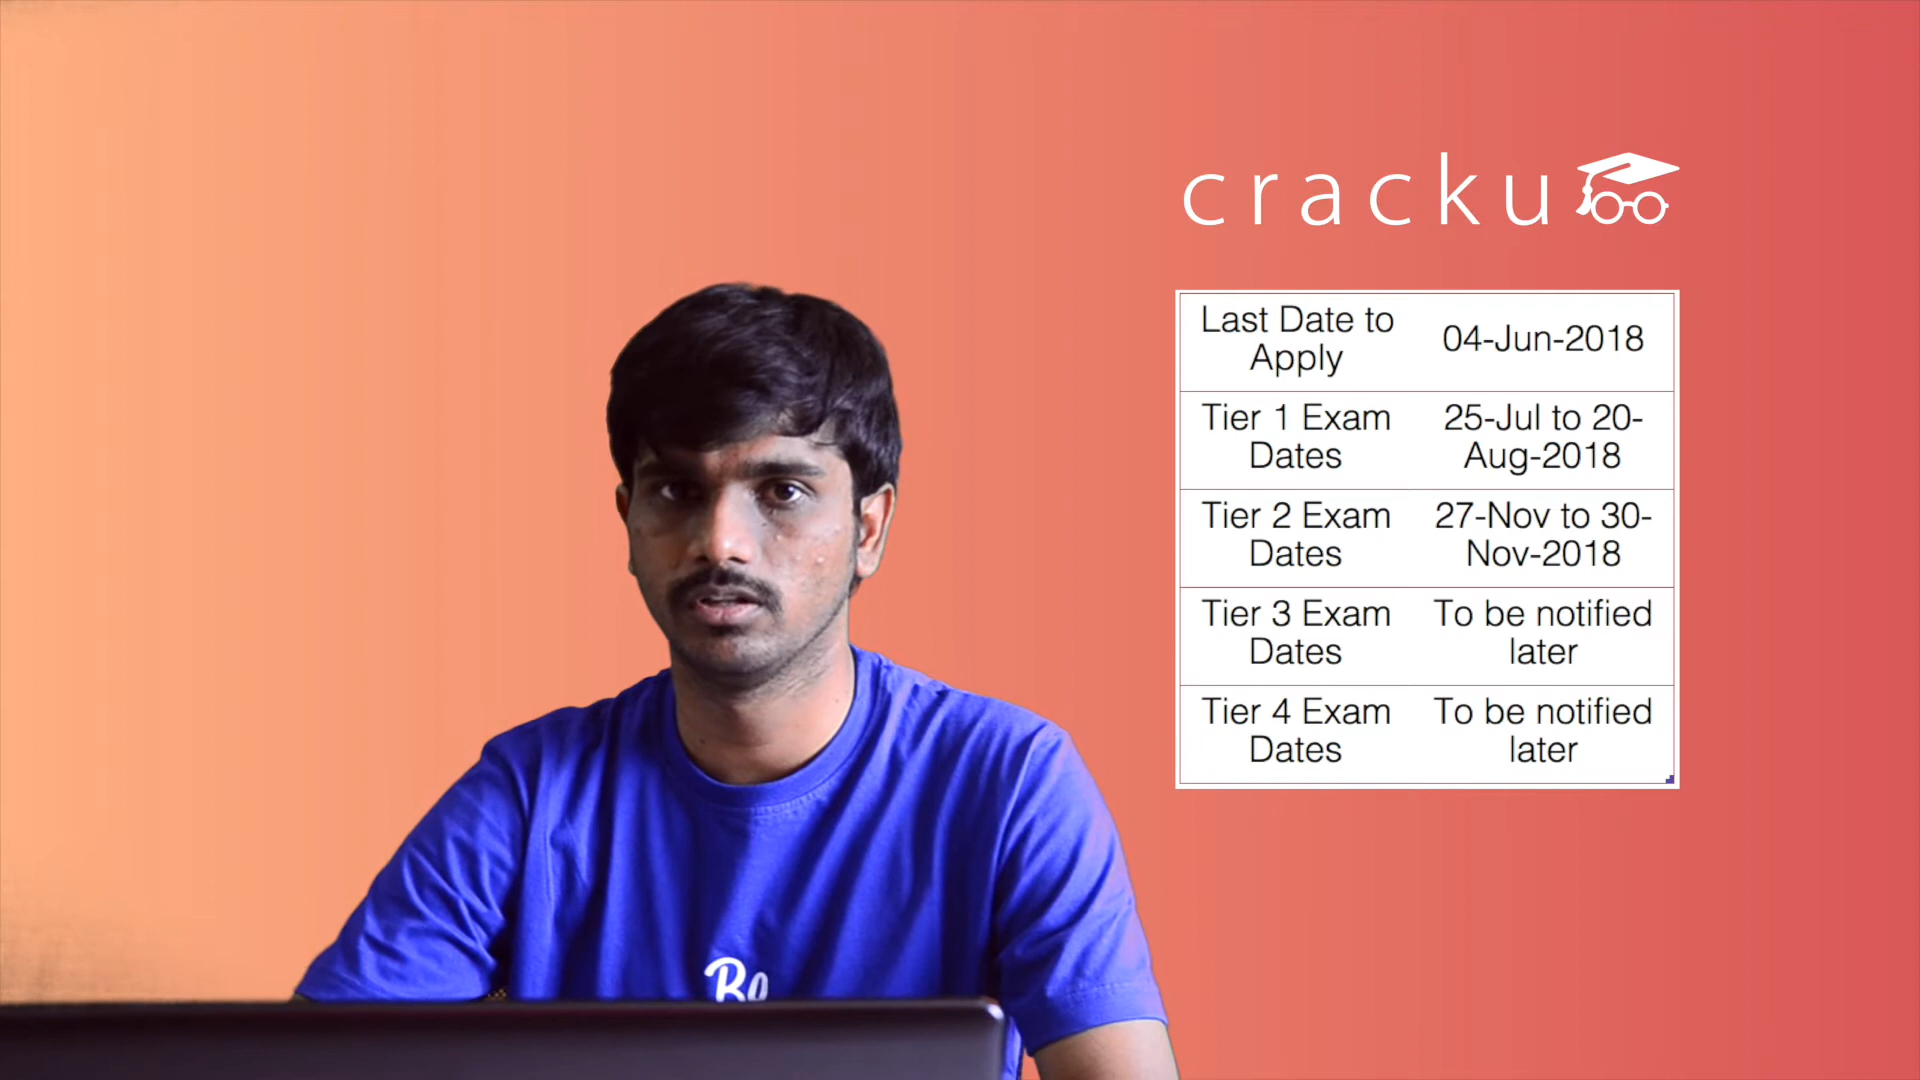 cracku
Last Date to
Apply
04-Jun-2018
Tier 1 Exam
Dates
25-Jul to 20-
Aug-2018
Tier 2 Exam
Dates
27-Nov to 30-
Nov-2018
Tier 3 Exam
Dates
To be notified
later
Tier 4 Exam
Dates
To be notified
later